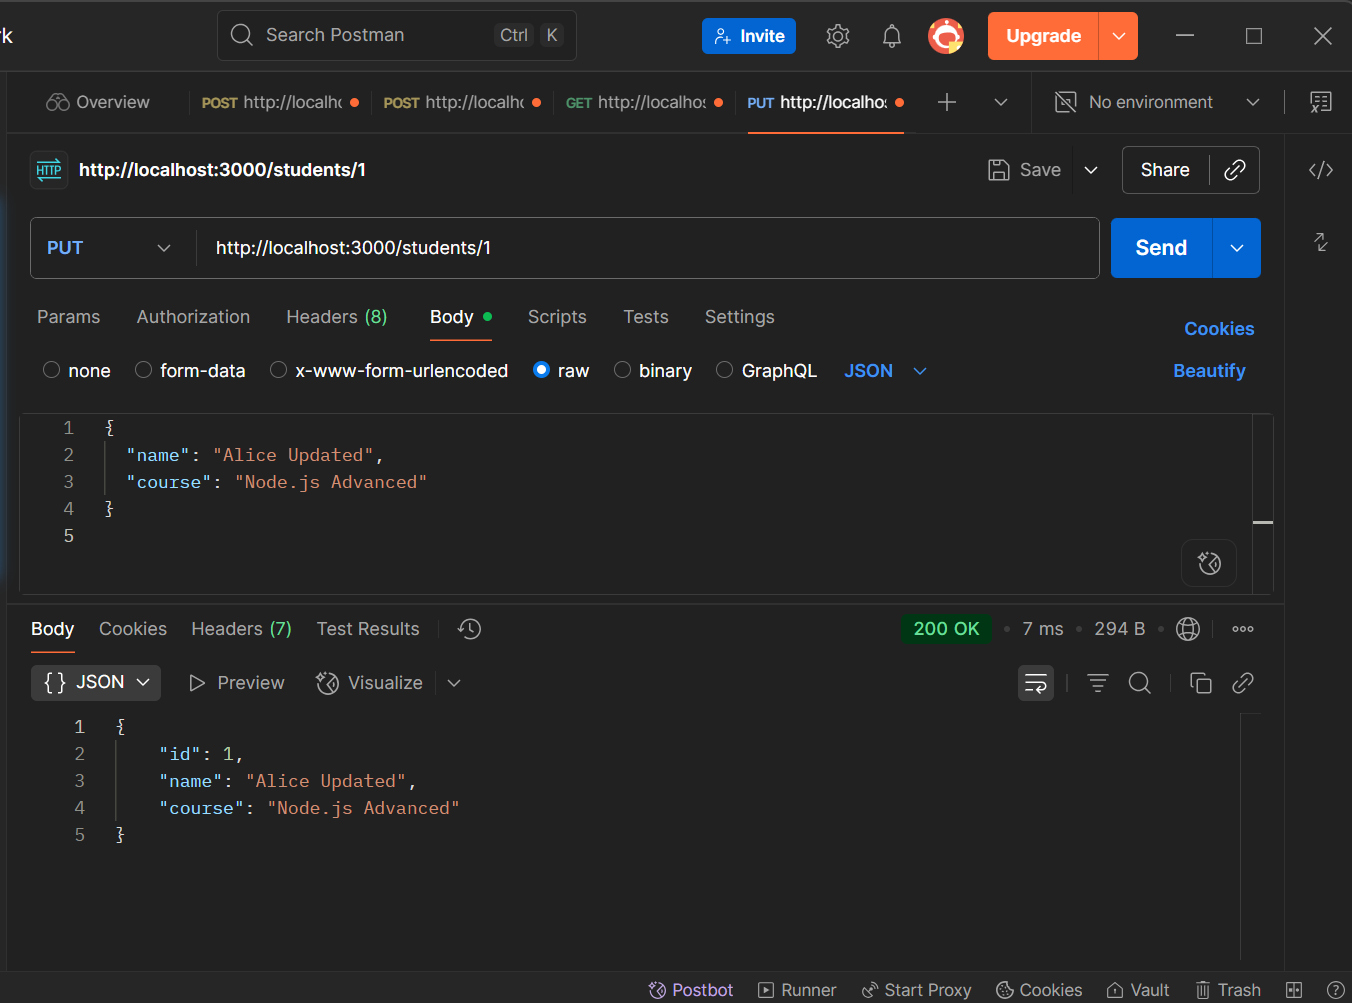 rk
Search Postman Ctrl K
Invite
Upgrade
Overview
POST http://localho
POST http://localho
GET http://localhos
PUT http://localhos
No environment
HTTP http://localhost:3000/students/1
Save
Share
PUT http://localhost:3000/students/1
Send
Params Authorization Headers (8) Body Scripts Tests Settings
Cookies
none form-data x-www-form-urlencoded raw binary GraphQL JSON
Beautify
1 {
2 "name": "Alice Updated",
3 "course": "Node.js Advanced"
4 }
5
Body Cookies Headers (7) Test Results
200 OK • 7 ms • 294 B •
{} JSON Preview Visualize
1 {
2 "id": 1,
3 "name": "Alice Updated",
4 "course": "Node.js Advanced"
5 }
Postbot Runner Start Proxy Cookies Vault Trash